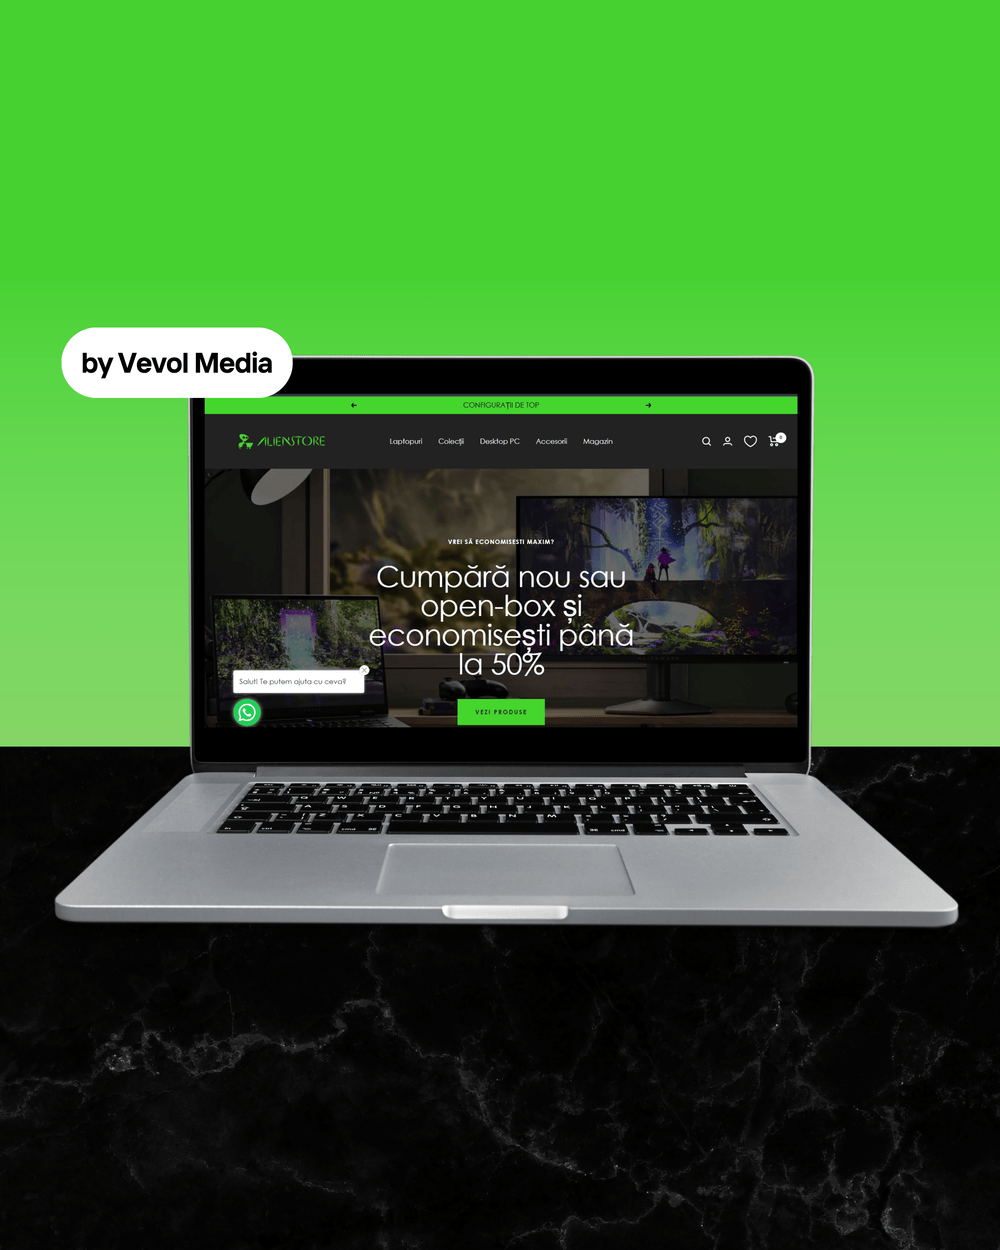 by Vevol Media
CONFIGURAȚII DE TOP
ALIENSTORE
Laptopuri Colecții Desktop PC Accesorii Magazin
0
VREI SĂ ECONOMISESTI MAXIM?
Cumpără nou sau
open-box și
economisești până
la 50%
Salut! Te putem ajuta cu ceva?
VEZI PRODUSE